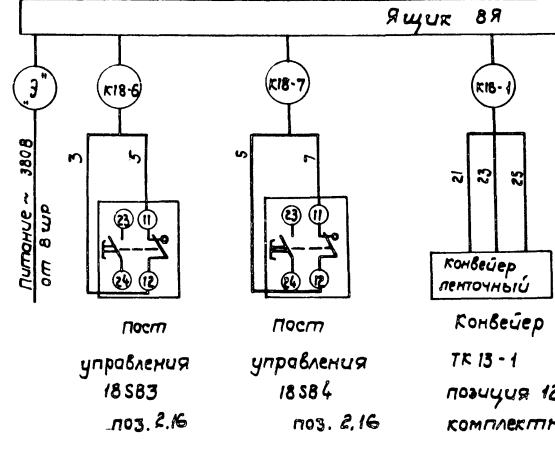 Ящик 8Я
"Э"
К18-6
К18-7
К18-1
Питание ~ 380В
от 8 шр
3
5
5
7
21
23
25
23
11
24
12
23
11
24
12
конвейер
ленточный
Пост
управления
18SB3
поз. 2.16
Пост
управления
18SB4
поз. 2.16
Конвейер
ТК 13-1
позиция 12
комплектн